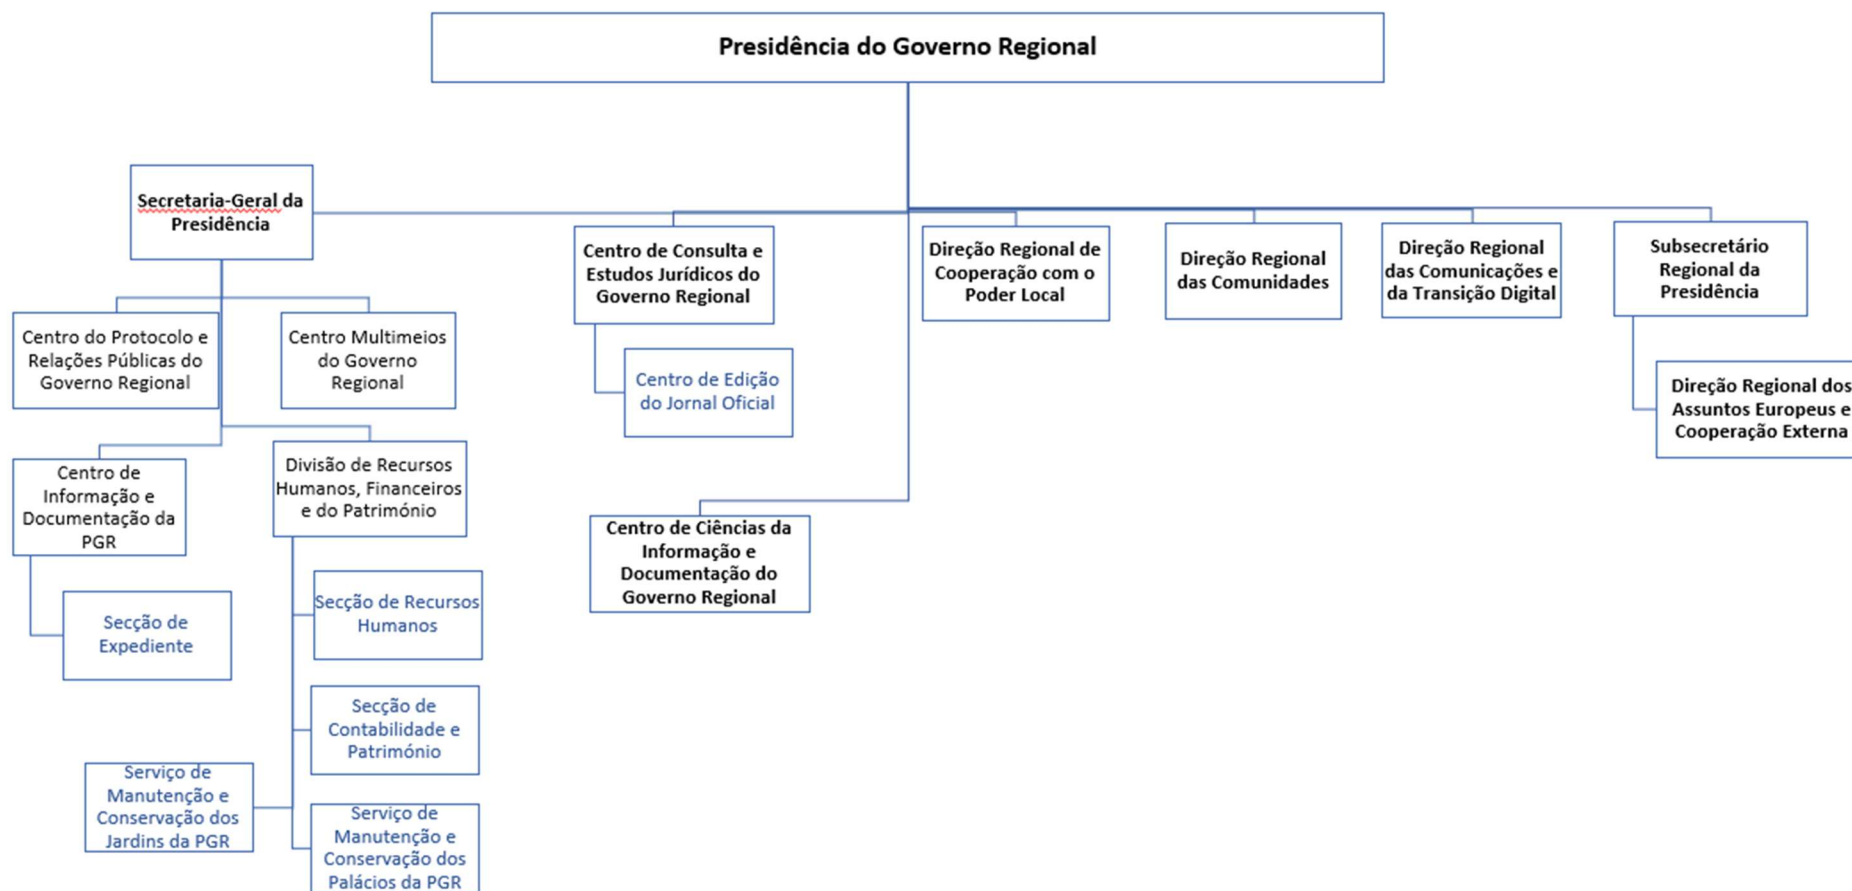 Presidência do Governo Regional
Secretaria-Geral da
Presidência
Centro de Consulta e
Estudos Jurídicos do
Governo Regional
Direção Regional de
Cooperação com o
Poder Local
Direção Regional
das Comunidades
Direção Regional
das Comunicações e
da Transição Digital
Subsecretário
Regional da
Presidência
Centro do Protocolo e
Relações Públicas do
Governo Regional
Centro Multimeios
do Governo
Regional
Centro de Edição
do Jornal Oficial
Direção Regional dos
Assuntos Europeus e
Cooperação Externa
Centro de
Informação e
Documentação da
PGR
Divisão de Recursos
Humanos, Financeiros
e do Património
Centro de Ciências da
Informação e
Documentação do
Governo Regional
Secção de
Expediente
Secção de Recursos
Humanos
Secção de
Contabilidade e
Património
Serviço de
Manutenção e
Conservação dos
Jardins da PGR
Serviço de
Manutenção e
Conservação dos
Palácios da PGR